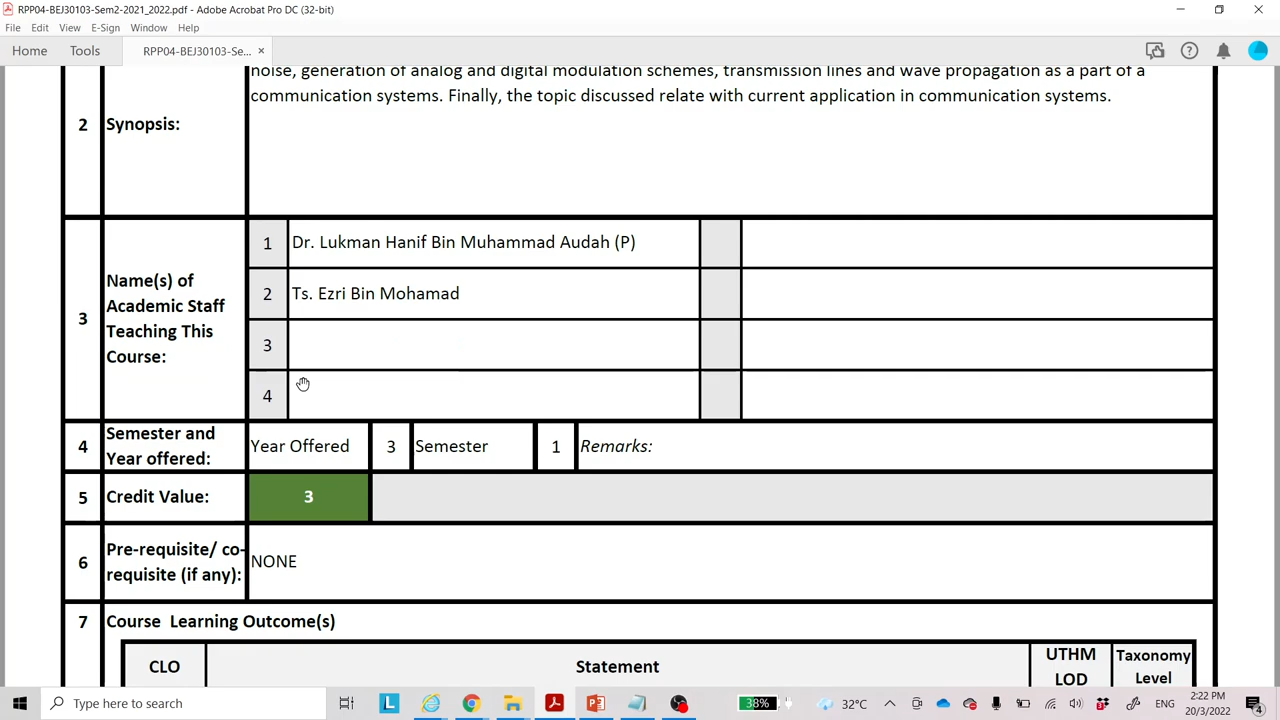 RPP04-BEJ30103-Sem2-2021_2022.pdf - Adobe Acrobat Pro DC (32-bit)
File Edit View E-Sign Window Help
Home Tools RPP04-BEJ30103-Se... ×
noise, generation of analog and digital modulation schemes, transmission lines and wave propagation as a part of a
communication systems. Finally, the topic discussed relate with current application in communication systems.
2 Synopsis:
3 Name(s) of
Academic Staff
Teaching This
Course:
1 Dr. Lukman Hanif Bin Muhammad Audah (P)
2 Ts. Ezri Bin Mohamad
3
4
4 Semester and
Year offered:
Year Offered 3 Semester 1 Remarks:
5 Credit Value: 3
6 Pre-requisite/ co-
requisite (if any):
NONE
7 Course Learning Outcome(s)
CLO Statement
UTHM
LOD
Taxonomy
Level
Type here to search
38%
32°C
ENG
2:22 PM
20/3/2022
4